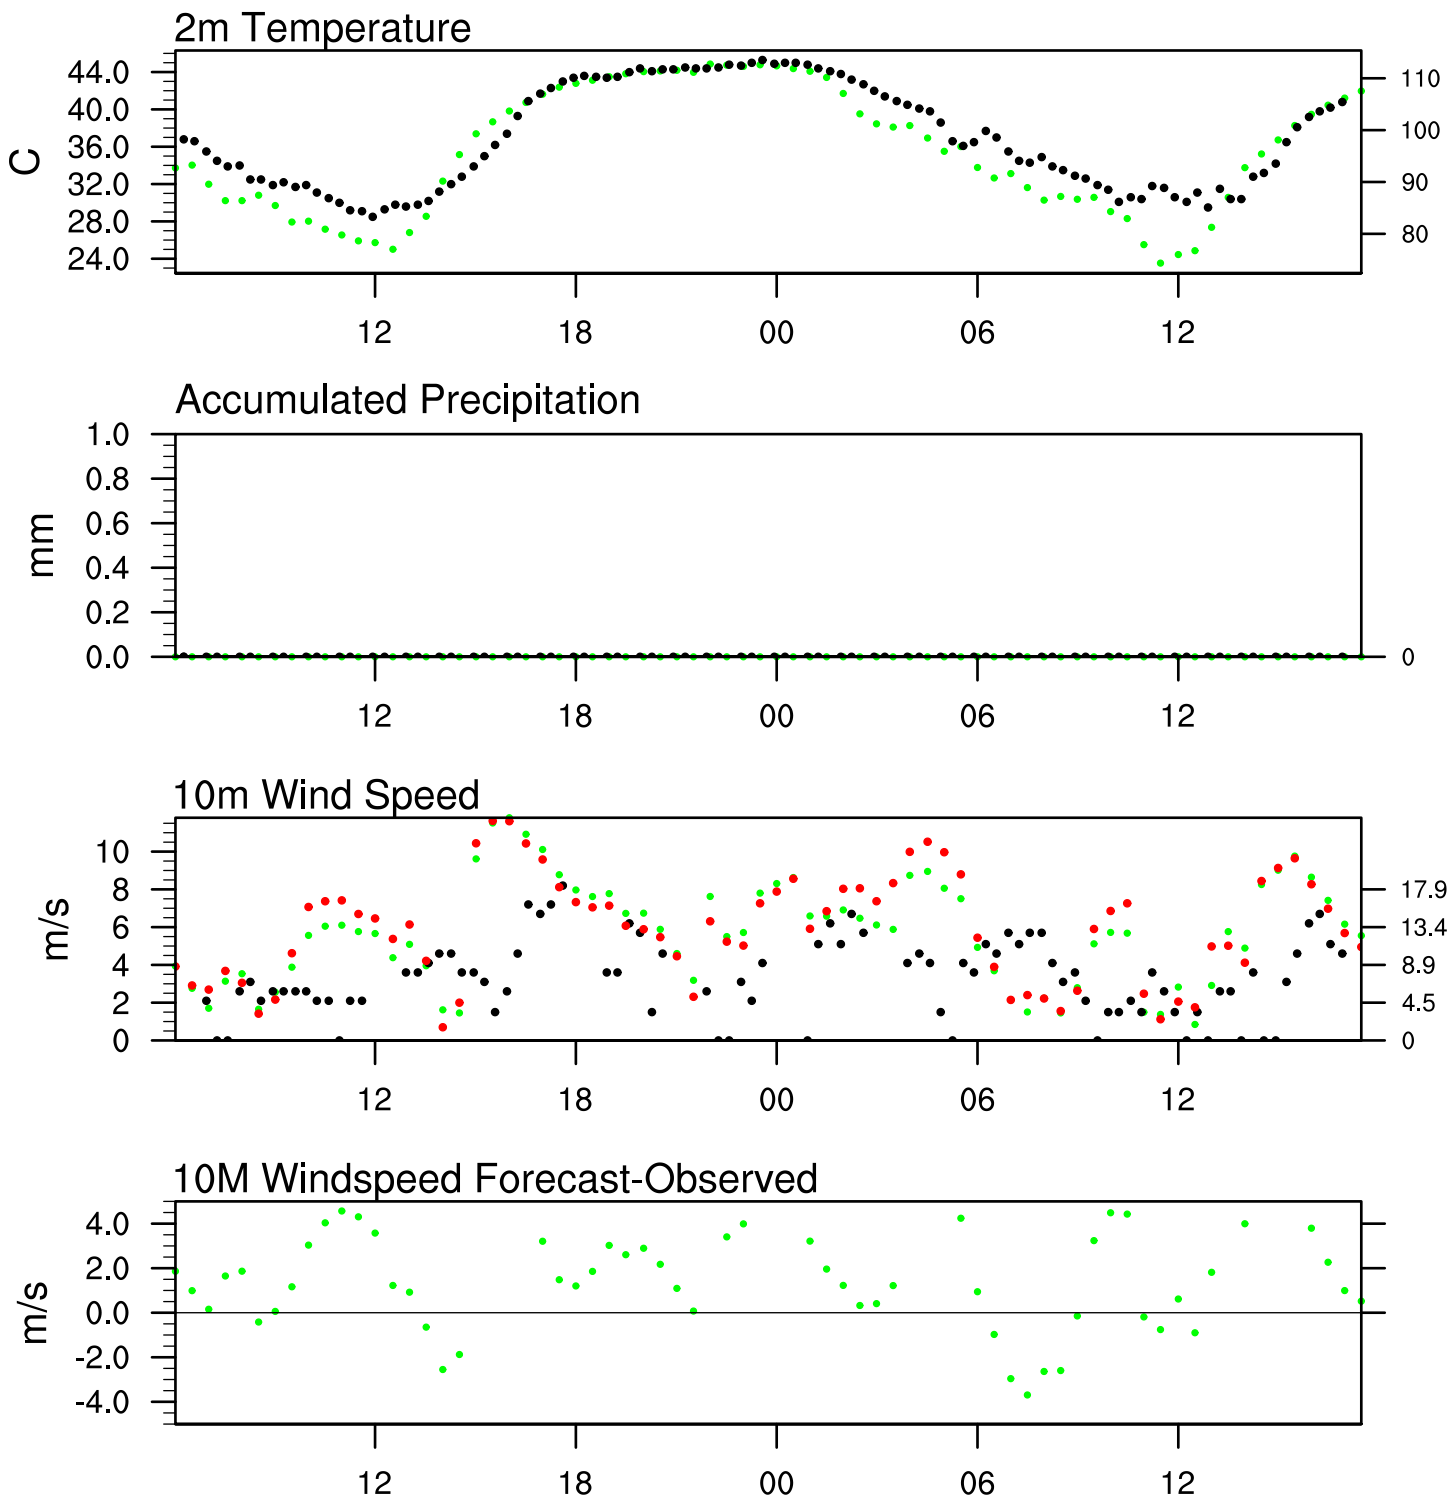 2m Temperature
44.0
40.0
36.0
32.0
28.0
24.0
C
110
100
90
80
12 18 00 06 12
Accumulated Precipitation
1.0
0.8
0.6
0.4
0.2
0.0
mm
0
12 18 00 06 12
10m Wind Speed
10
8
6
4
2
0
m/s
17.9
13.4
8.9
4.5
0
12 18 00 06 12
10M Windspeed Forecast-Observed
4.0
2.0
0.0
-2.0
-4.0
m/s
12 18 00 06 12